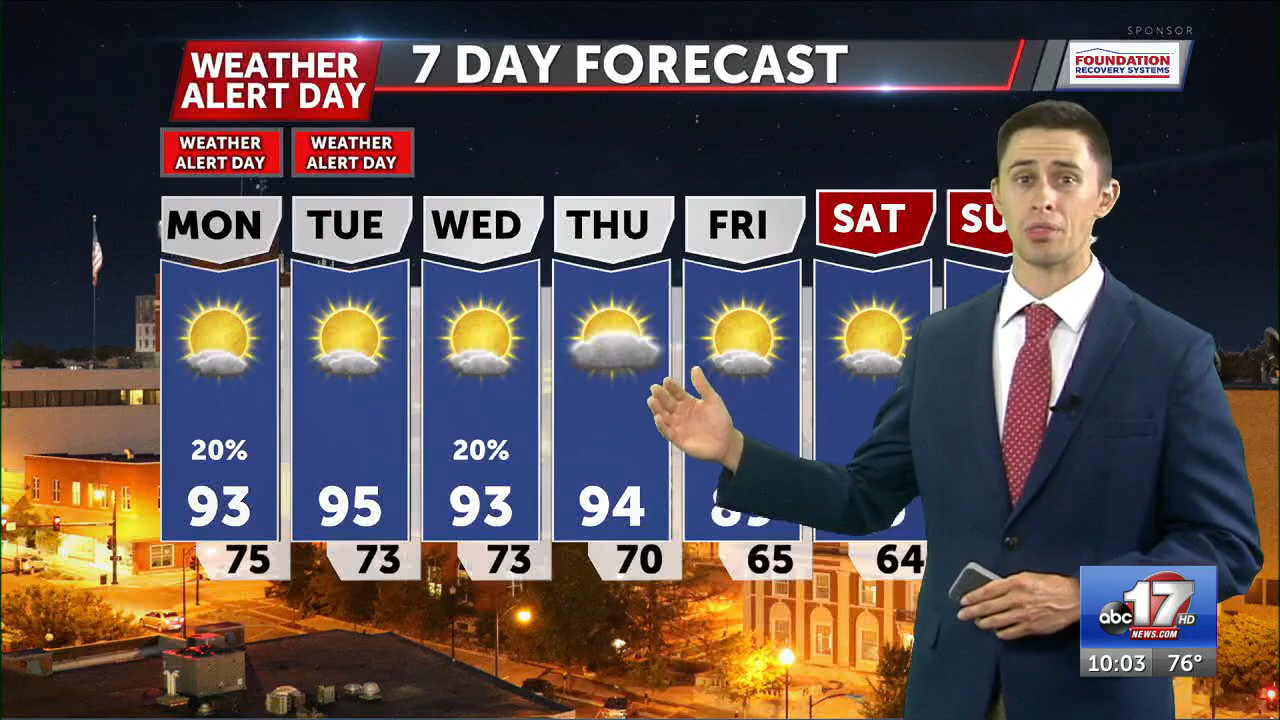 SPONSOR
WEATHER
ALERT DAY
7 DAY FORECAST
FOUNDATION
RECOVERY SYSTEMS
WEATHER
ALERT DAY
WEATHER
ALERT DAY
MON TUE WED THU FRI SAT
20% 20%
93 95 93 94
75 73 73 70 65 64
abc 17 HD
NEWS.COM
10:03 76°